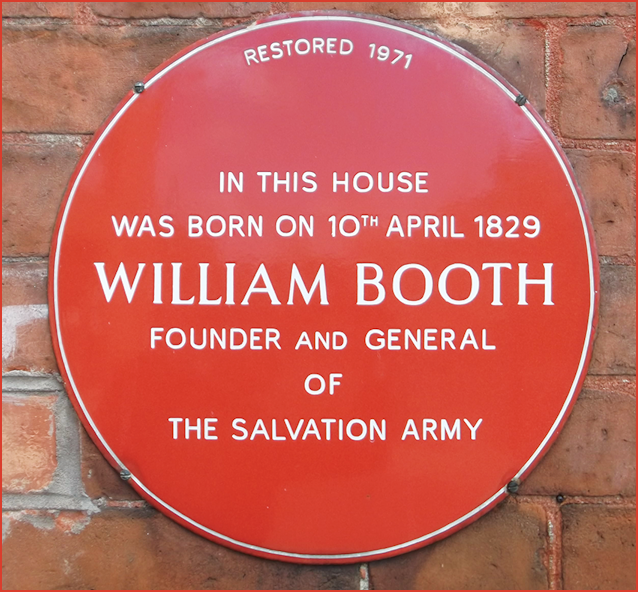 RESTORED 1971
IN THIS HOUSE
WAS BORN ON 10TH APRIL 1829
WILLIAM BOOTH
FOUNDER AND GENERAL
OF
THE SALVATION ARMY